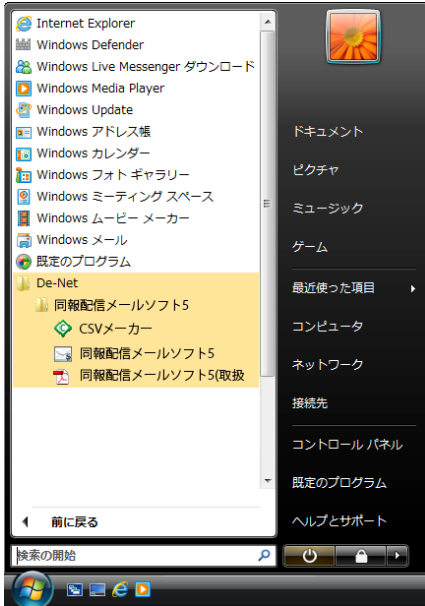 Internet Explorer
Windows Defender
Windows Live Messenger ダウンロード
Windows Media Player
Windows Update
Windows アドレス帳
Windows カレンダー
Windows フォト ギャラリー
Windows ミーティング スペース
Windows ムービー メーカー
Windows メール
既定のプログラム
De-Net
同報配信メールソフト5
CSVメーカー
同報配信メールソフト5
同報配信メールソフト5(取扱
前に戻る
検索の開始
ドキュメント
ピクチャ
ミュージック
ゲーム
最近使った項目
コンピュータ
ネットワーク
接続先
コントロール パネル
既定のプログラム
ヘルプとサポート